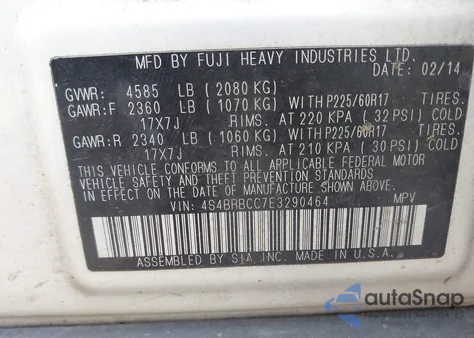 MFD BY FUJI HEAVY INDUSTRIES LTD.
DATE: 02/14
GVWR: 4585 LB (2080 KG)
GAWR:F 2360 LB (1070 KG) WITH P225/60R17 TIRES.
17X7J RIMS. AT 220 KPA (32 PSI) COLD
GAWR:R 2340 LB (1060 KG) WITH P225/60R17 TIRES.
17X7J RIMS. AT 210 KPA (30 PSI) COLD
THIS VEHICLE CONFORMS TO ALL APPLICABLE FEDERAL MOTOR
VEHICLE SAFETY, BUMPER, AND THEFT PREVENTION STANDARDS
IN EFFECT ON THE DATE OF MANUFACTURE SHOWN ABOVE.
VIN: 4S4BRBCC7E3290464 MPV
ASSEMBLED BY SIA, INC. MADE IN U.S.A.
autoSnap